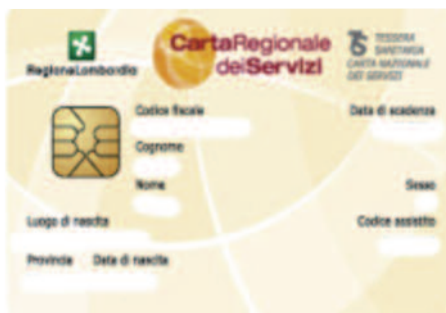 RegioneLombardia
CartaRegionale
deiServizi
TESSERA
SANITARIA
CARTA NAZIONALE
DEI SERVIZI
Codice fiscale
Data di scadenza
Cognome
Nome
Sesso
Luogo di nascita
Codice assistito
Provincia Data di nascita